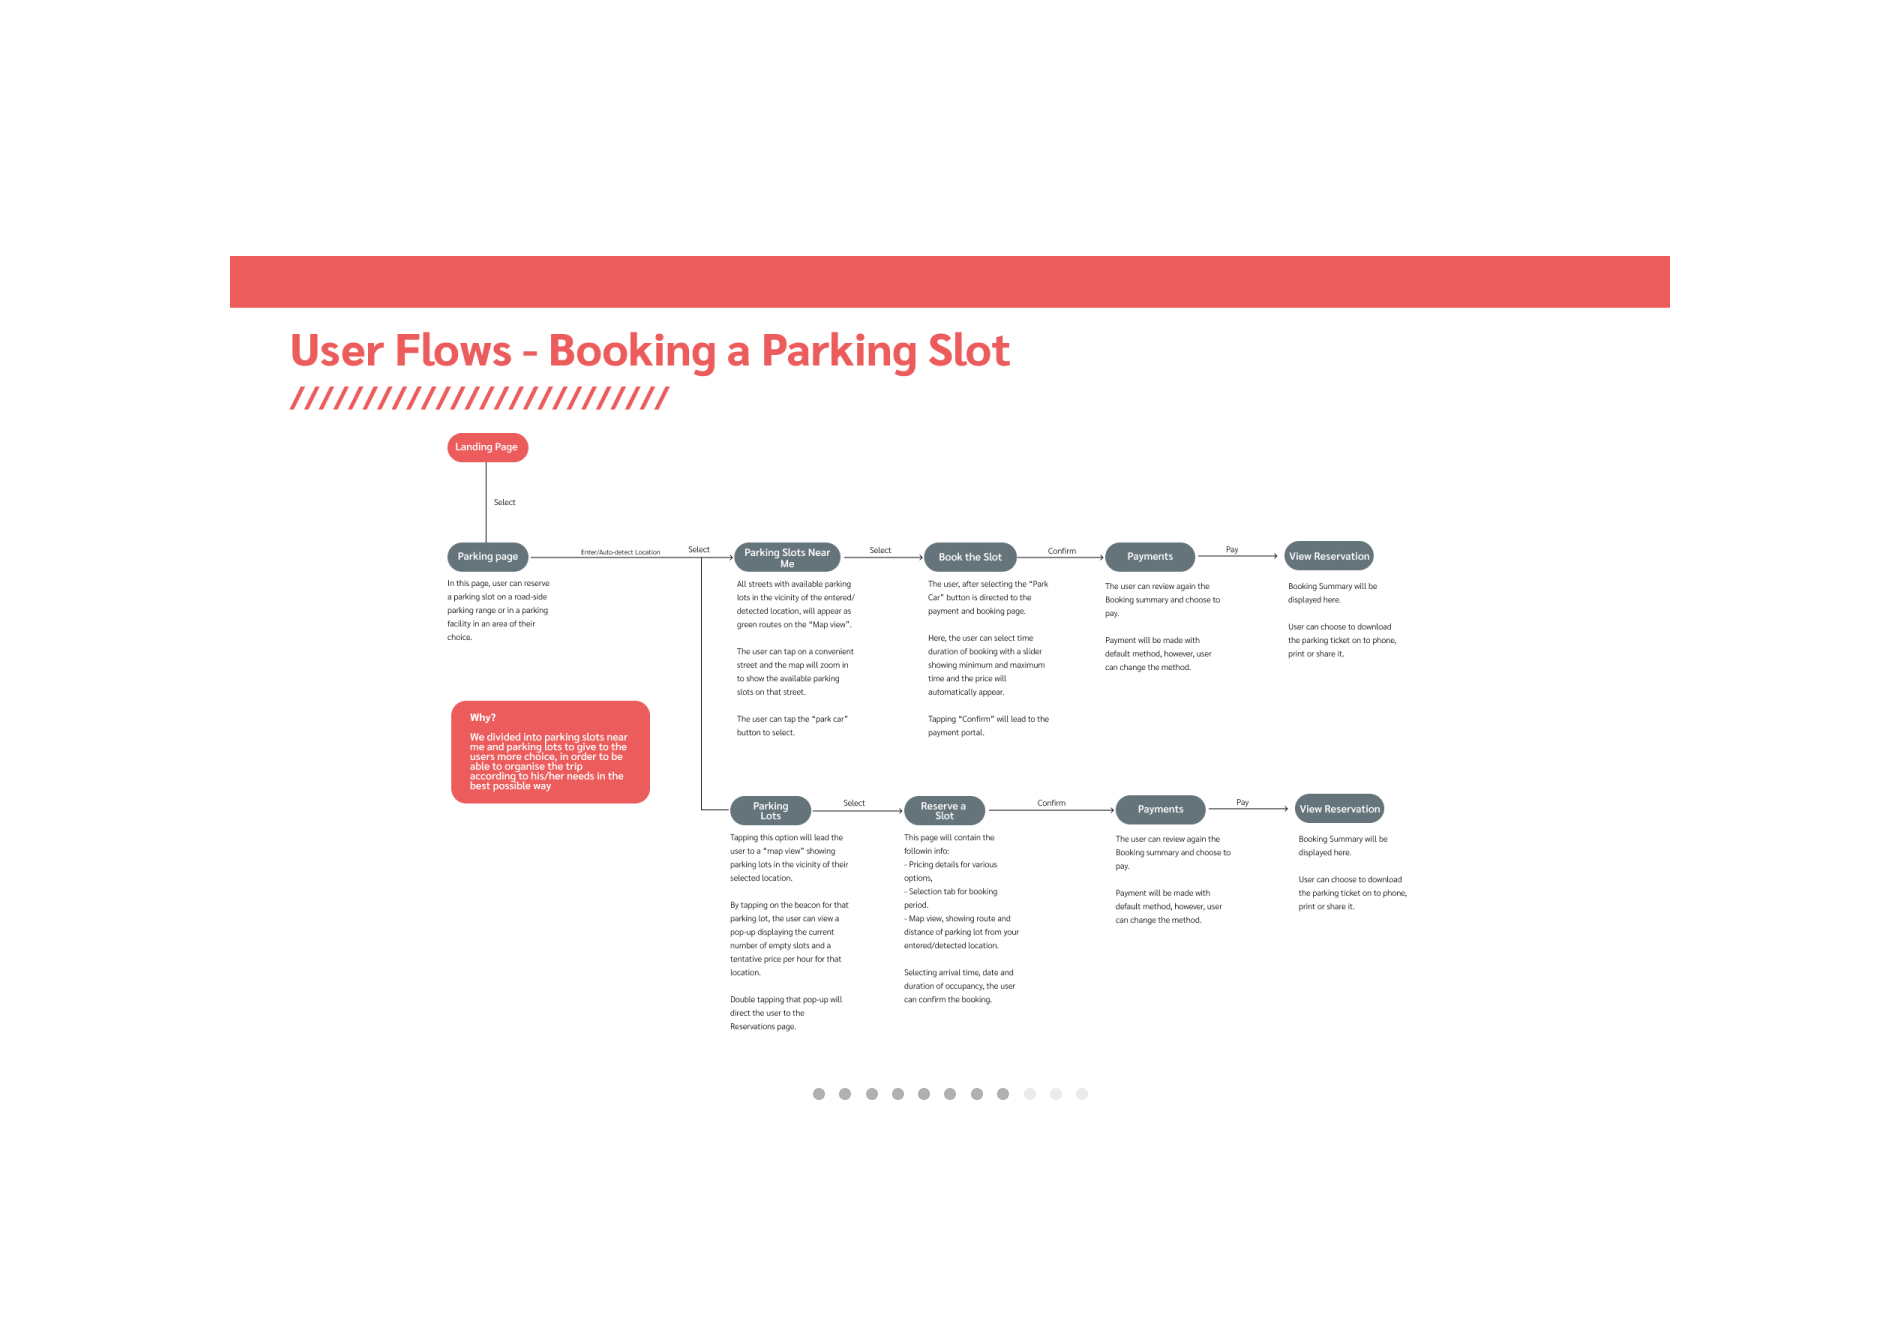 User Flows - Booking a Parking Slot
Landing Page
Select
Parking page
Enter/Auto-detect Location
Select
Parking Slots Near
Me
Select
Book the Slot
Confirm
Payments
Pay
View Reservation
In this page, user can reserve
a parking slot on a road-side
parking range or in a parking
facility in an area of their
choice.
All streets with available parking
lots in the vicinity of the entered/
detected location, will appear as
green routes on the “Map view”.
The user can tap on a convenient
street and the map will zoom in
to show the available parking
slots on that street.
The user can tap the “park car”
button to select.
The user, after selecting the “Park
Car” button is directed to the
payment and booking page.
Here, the user can select time
duration of booking with a slider
showing minimum and maximum
time and the price will
automatically appear.
Tapping “Confirm” will lead to the
payment portal.
The user can review again the
Booking summary and choose to
pay.
Payment will be made with
default method, however, user
can change the method.
Booking Summary will be
displayed here.
User can choose to download
the parking ticket on to phone,
print or share it.
Why?
We divided into parking slots near
me and parking lots to give to the
users more choice, in order to be
able to organise the trip
according to his/her needs in the
best possible way
Parking
Lots
Select
Reserve a
Slot
Confirm
Payments
Pay
View Reservation
Tapping this option will lead the
user to a “map view” showing
parking lots in the vicinity of their
selected location.
By tapping on the beacon for that
parking lot, the user can view a
pop-up displaying the current
number of empty slots and a
tentative price per hour for that
location.
Double tapping that pop-up will
direct the user to the
Reservations page.
This page will contain the
followin info:
- Pricing details for various
options,
- Selection tab for booking
period.
- Map view, showing route and
distance of parking lot from your
entered/detected location.
Selecting arrival time, date and
duration of occupancy, the user
can confirm the booking.
The user can review again the
Booking summary and choose to
pay.
Payment will be made with
default method, however, user
can change the method.
Booking Summary will be
displayed here.
User can choose to download
the parking ticket on to phone,
print or share it.